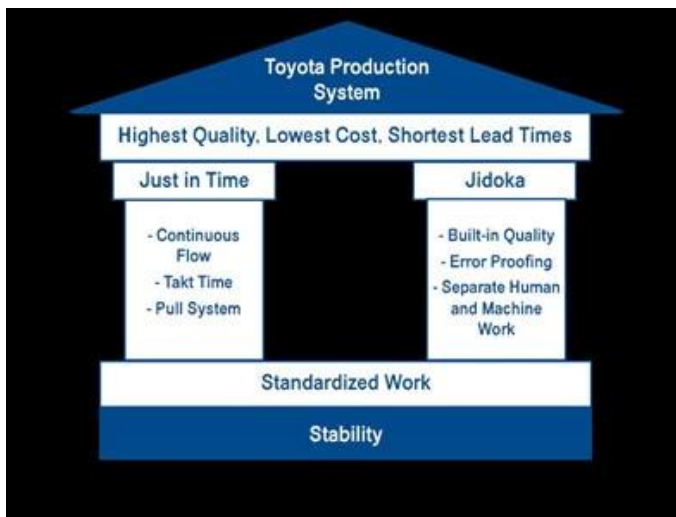 Toyota Production
System
Highest Quality, Lowest Cost, Shortest Lead Times
Just in Time
- Continuous
Flow
- Takt Time
- Pull System
Jidoka
- Built-in Quality
- Error Proofing
- Separate Human
and Machine
Work
Standardized Work
Stability